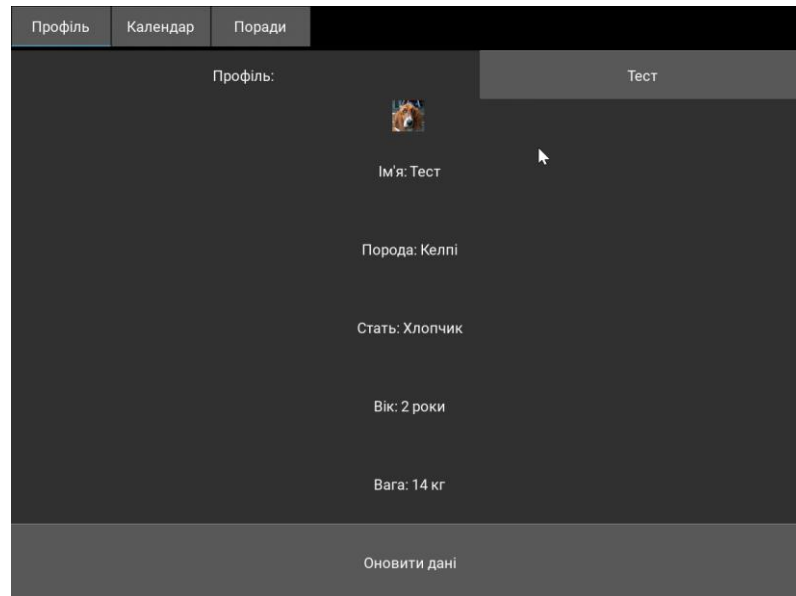 Профіль Календар Поради
Профіль: Тест
Ім'я: Тест
Порода: Келпі
Стать: Хлопчик
Вік: 2 роки
Вага: 14 кг
Оновити дані